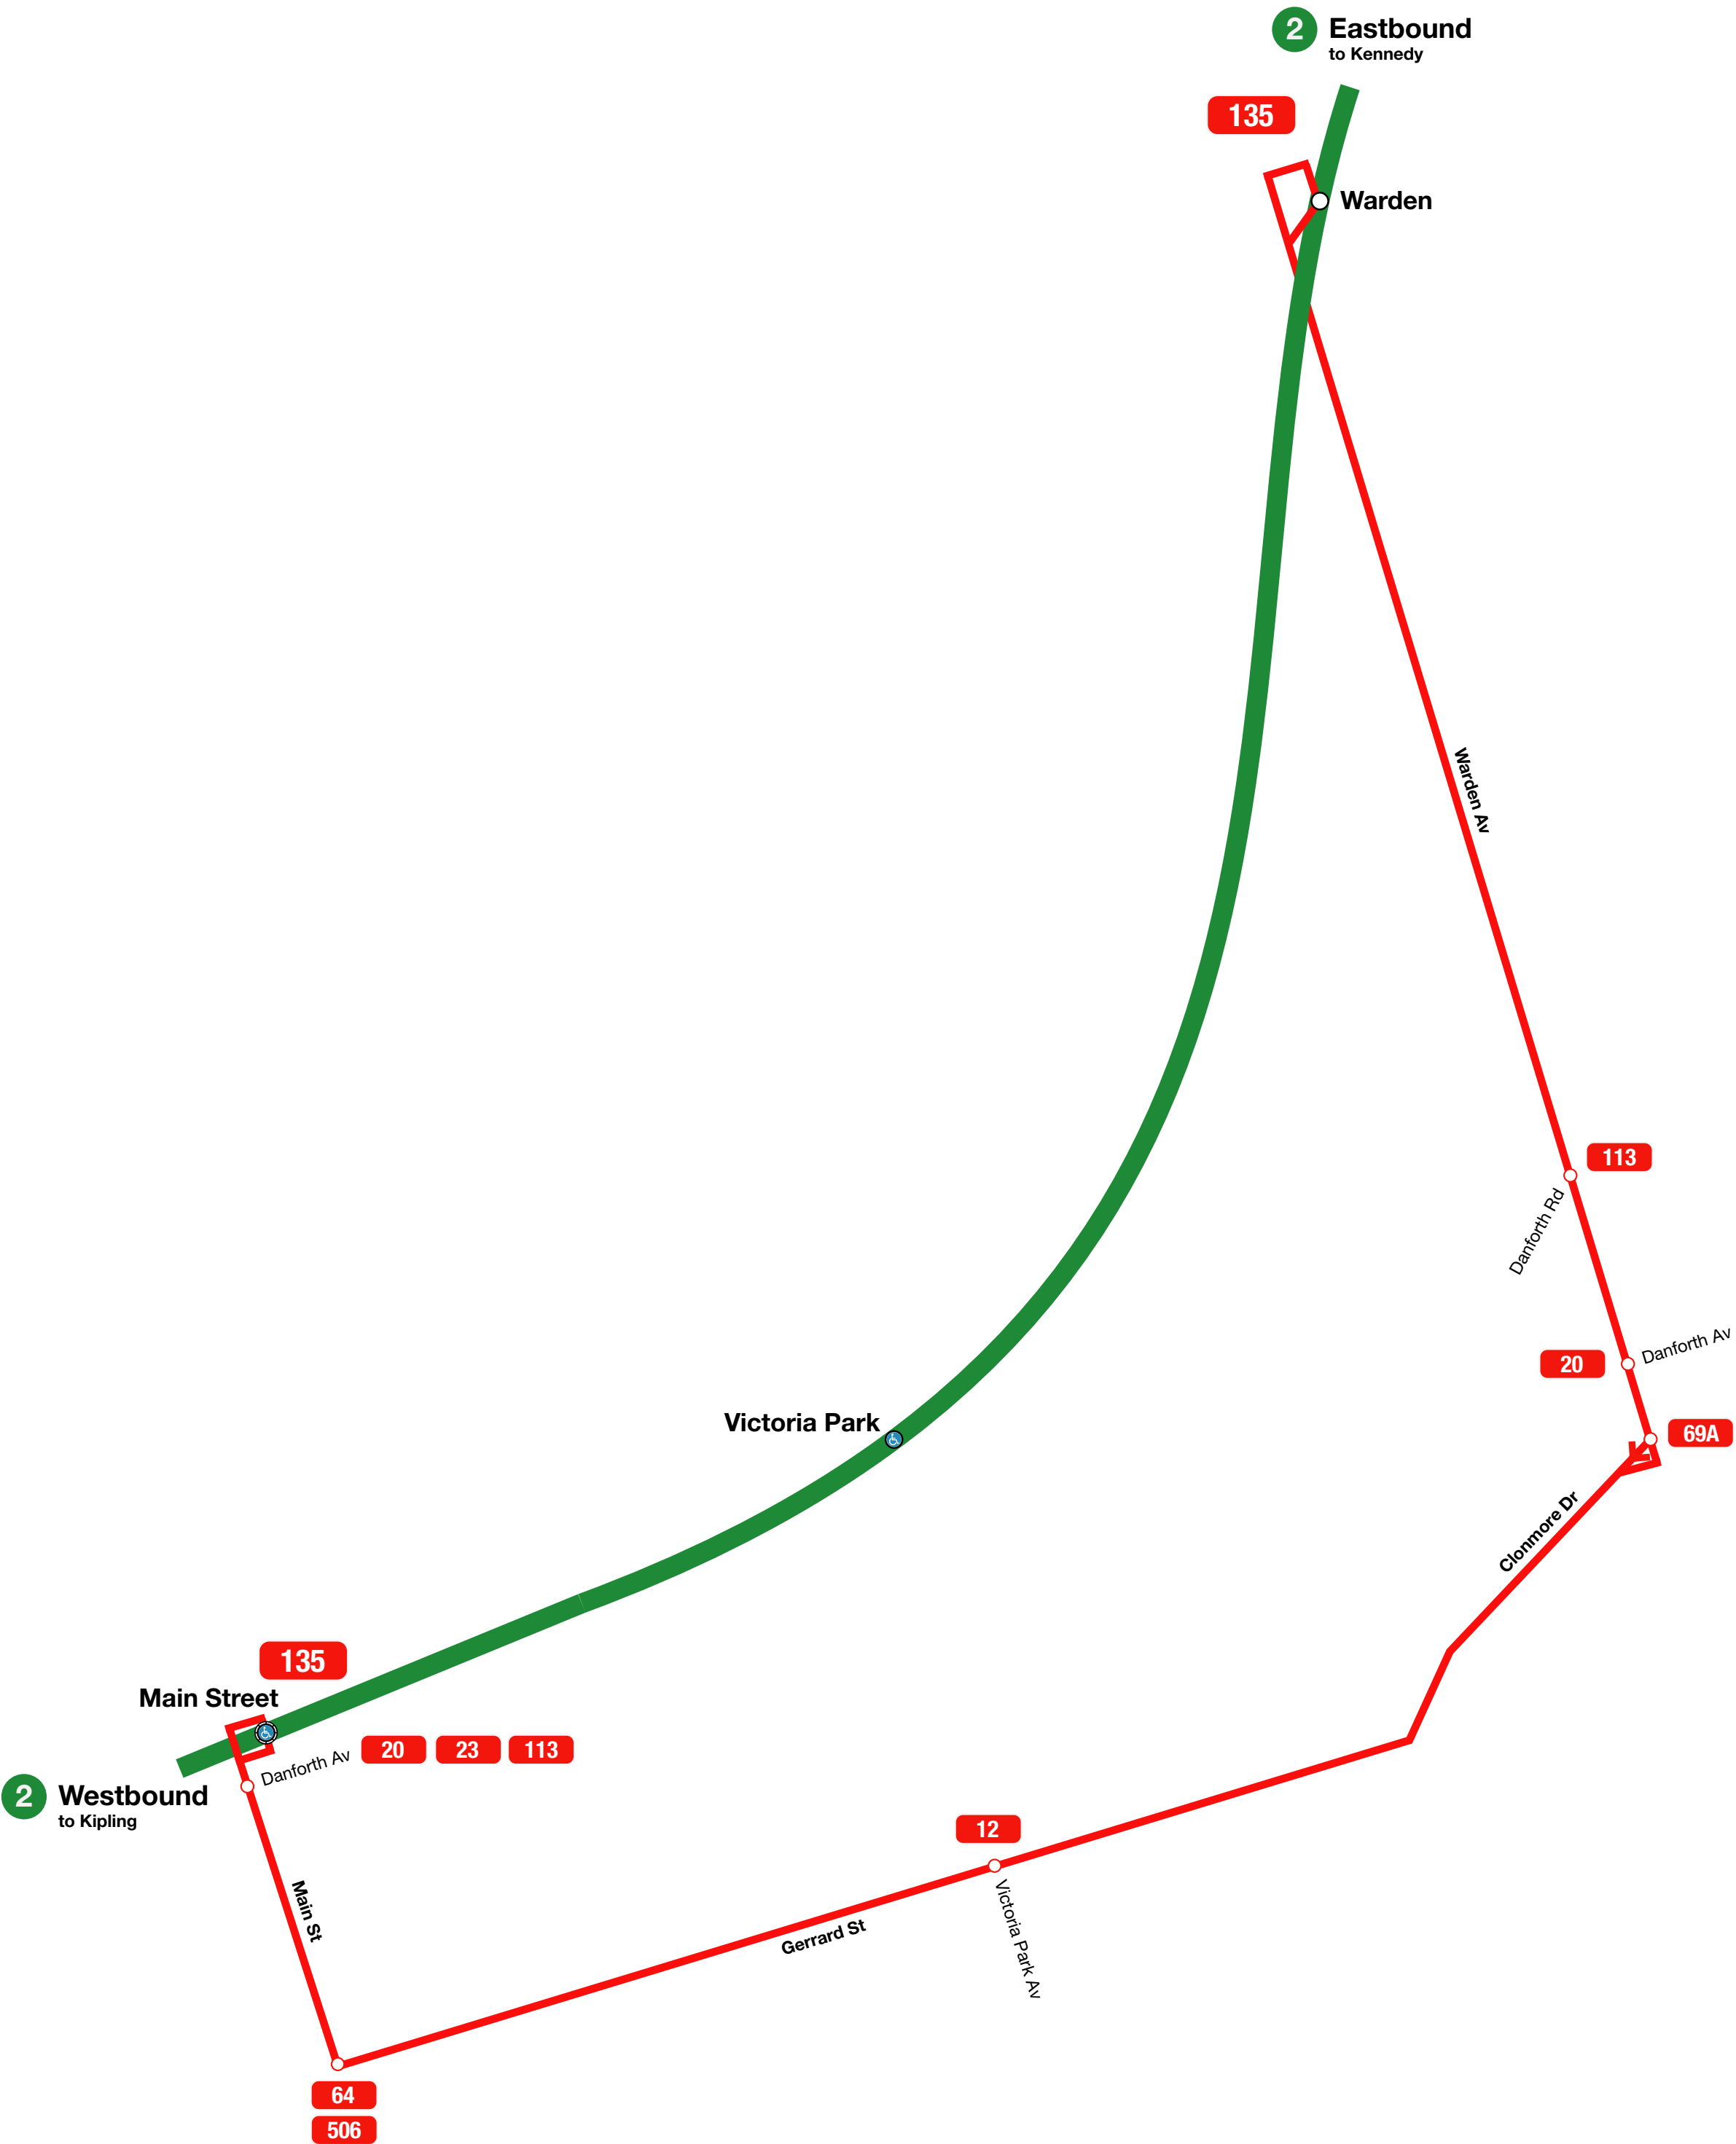 2 Eastbound
to Kennedy
135
Warden
Warden Av
113
Danforth Rd
Danforth Av
20
69A
Victoria Park
Clonmore Dr
135
Main Street
Danforth Av
20 23 113
2 Westbound
to Kipling
12
Main St
Victoria Park Av
Gerrard St
64
506